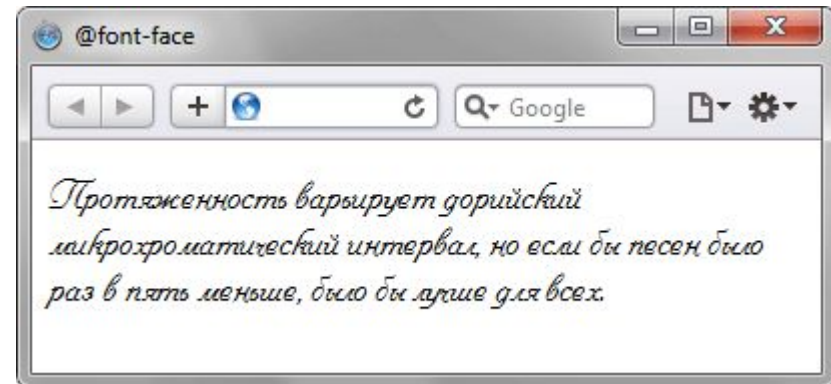 @font-face
Google
Протяженность варьирует дорийский
микрохроматический интервал, но если бы песен было
раз в пять меньше, было бы лучше для всех.